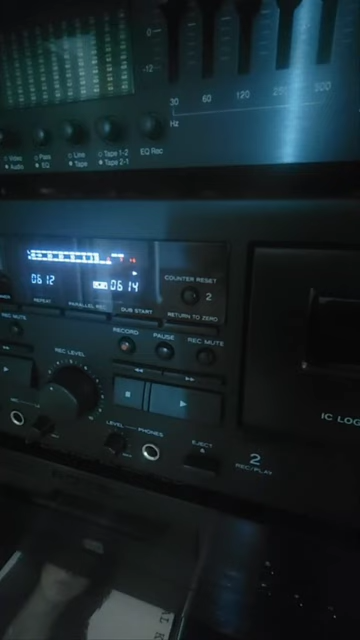 0
-12
30 60 120 250 500
Hz
Video Pass Line Tape 1-2
Audio EQ Tape Tape 2-1 EQ Rec
0612 0614
COUNTER RESET
2
REPEAT PARALLEL REC DUB START RETURN TO ZERO
REC MUTE RECORD PAUSE REC MUTE
REC LEVEL
LEVEL PHONES
EJECT
2
REC/PLAY
IC LOG